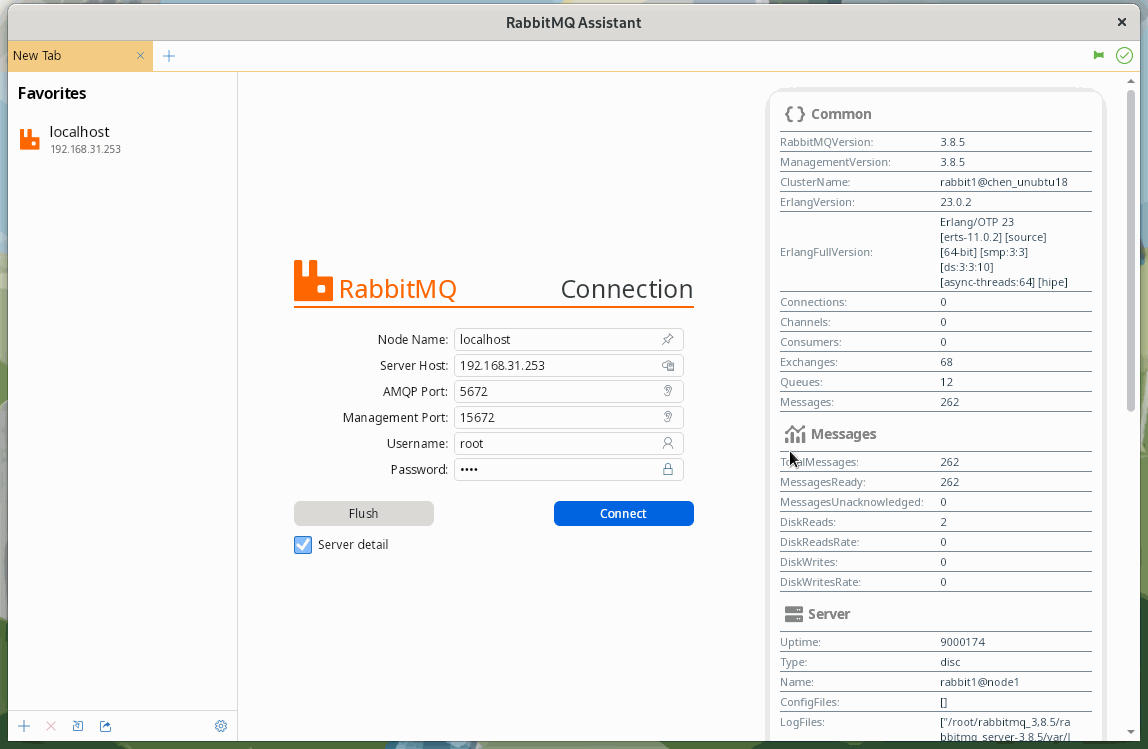 RabbitMQ Assistant
New Tab
Favorites
localhost
192.168.31.253
RabbitMQ Connection
Node Name: localhost
Server Host: 192.168.31.253
AMQP Port: 5672
Management Port: 15672
Username: root
Password: ••••
Flush Connect
Server detail
Common
RabbitMQVersion: 3.8.5
ManagementVersion: 3.8.5
ClusterName: rabbit1@chen_unubtu18
ErlangVersion: 23.0.2
ErlangFullVersion: Erlang/OTP 23
[erts-11.0.2] [source]
[64-bit] [smp:3:3]
[ds:3:3:10]
[async-threads:64] [hipe]
Connections: 0
Channels: 0
Consumers: 0
Exchanges: 68
Queues: 12
Messages: 262
Messages
TotalMessages: 262
MessagesReady: 262
MessagesUnacknowledged: 0
DiskReads: 2
DiskReadsRate: 0
DiskWrites: 0
DiskWritesRate: 0
Server
Uptime: 9000174
Type: disc
Name: rabbit1@node1
ConfigFiles: []
LogFiles: ["/root/rabbitmq_3,8.5/ra
bbitmq_server-3.8.5/var/l